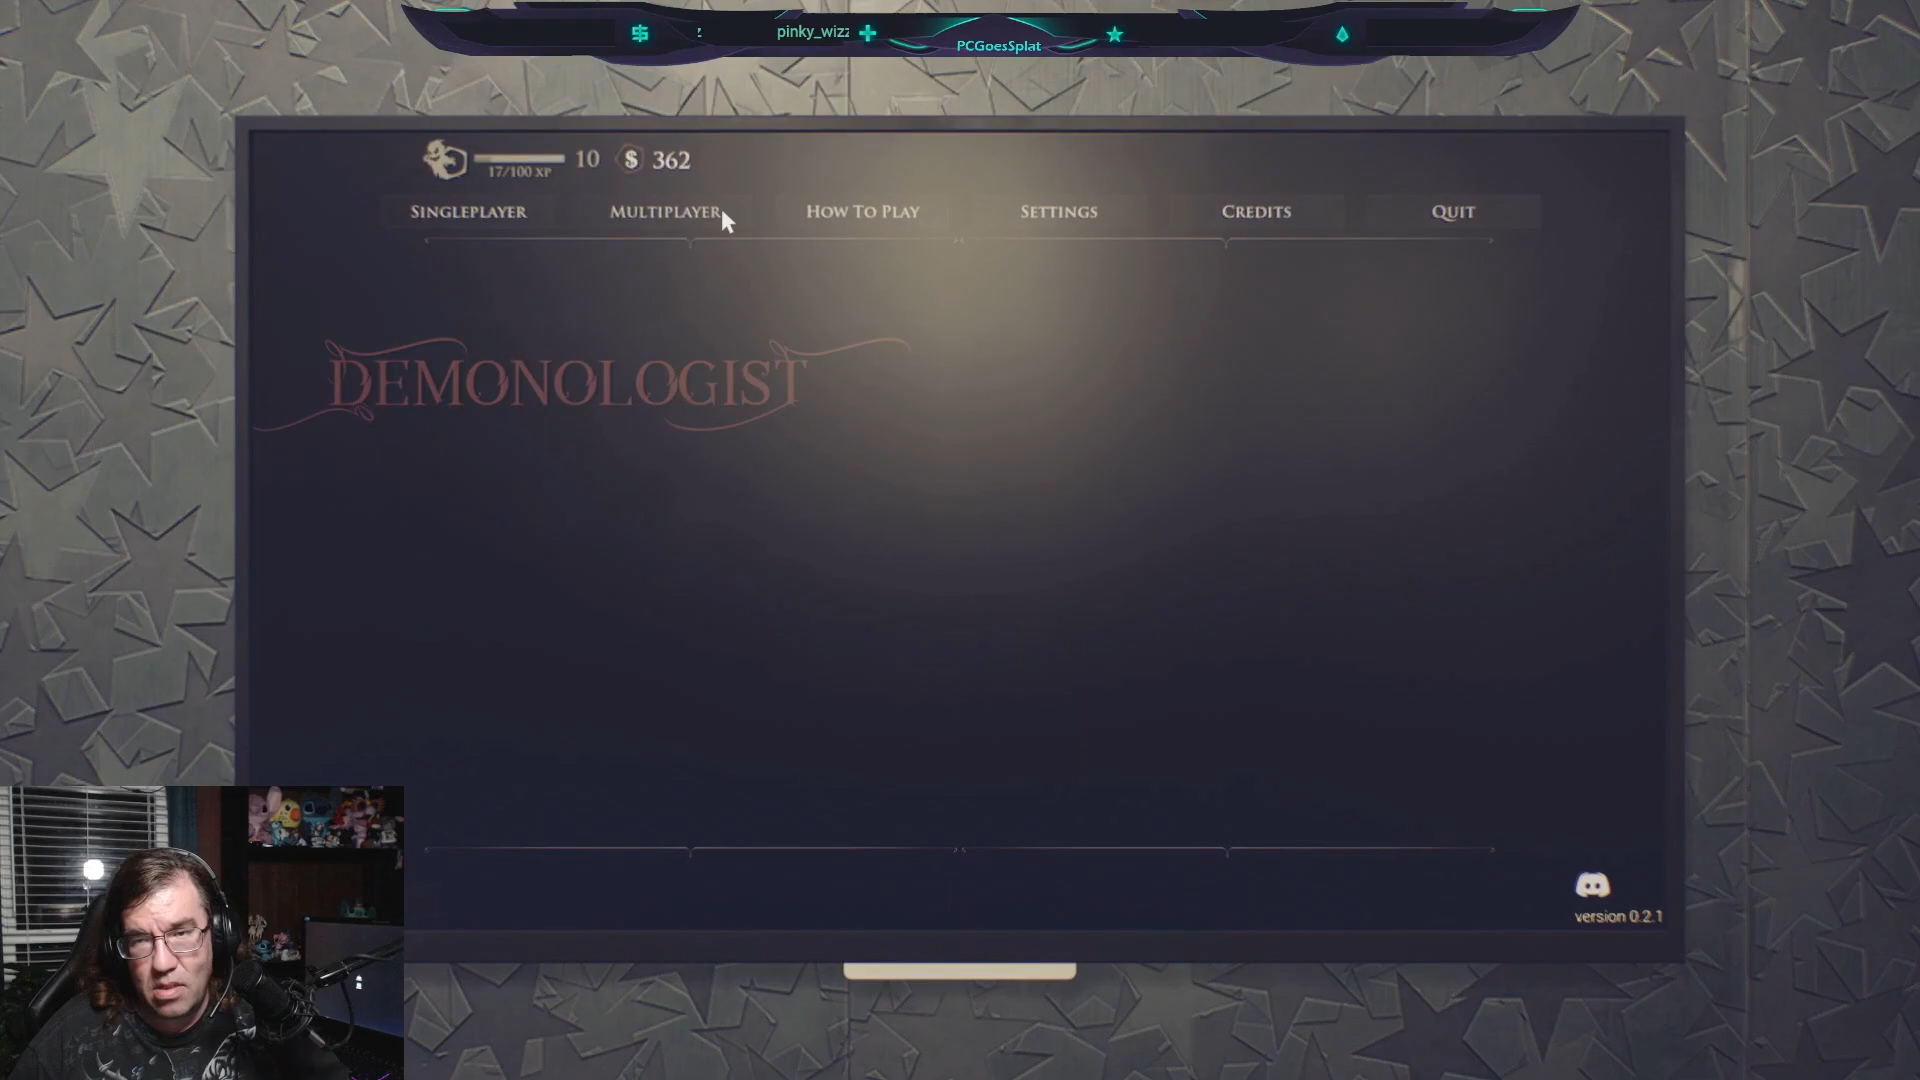 z pinky_wizz
PCGoesSplat
17/100 XP 10 $ 362
SINGLEPLAYER MULTIPLAYER HOW TO PLAY SETTINGS CREDITS QUIT
DEMONOLOGIST
version 0.2.1